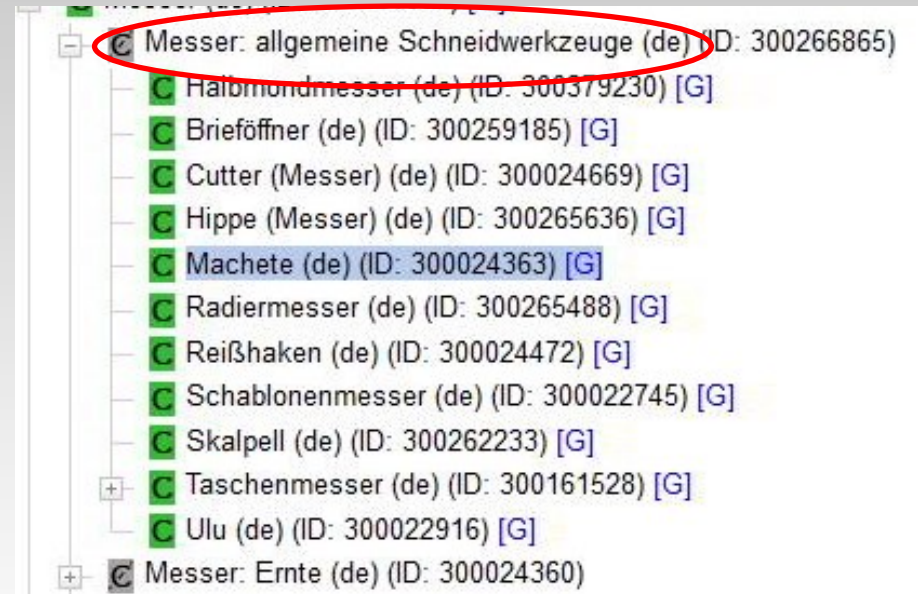 C Messer: allgemeine Schneidwerkzeuge (de) (ID: 300266865)
C Halbmondmesser (de) (ID: 300379230) [G]
C Brieföffner (de) (ID: 300259185) [G]
C Cutter (Messer) (de) (ID: 300024669) [G]
C Hippe (Messer) (de) (ID: 300265636) [G]
C Machete (de) (ID: 300024363) [G]
C Radiermesser (de) (ID: 300265488) [G]
C Reißhaken (de) (ID: 300024472) [G]
C Schablonenmesser (de) (ID: 300022745) [G]
C Skalpell (de) (ID: 300262233) [G]
C Taschenmesser (de) (ID: 300161528) [G]
C Ulu (de) (ID: 300022916) [G]
C Messer: Ernte (de) (ID: 300024360)